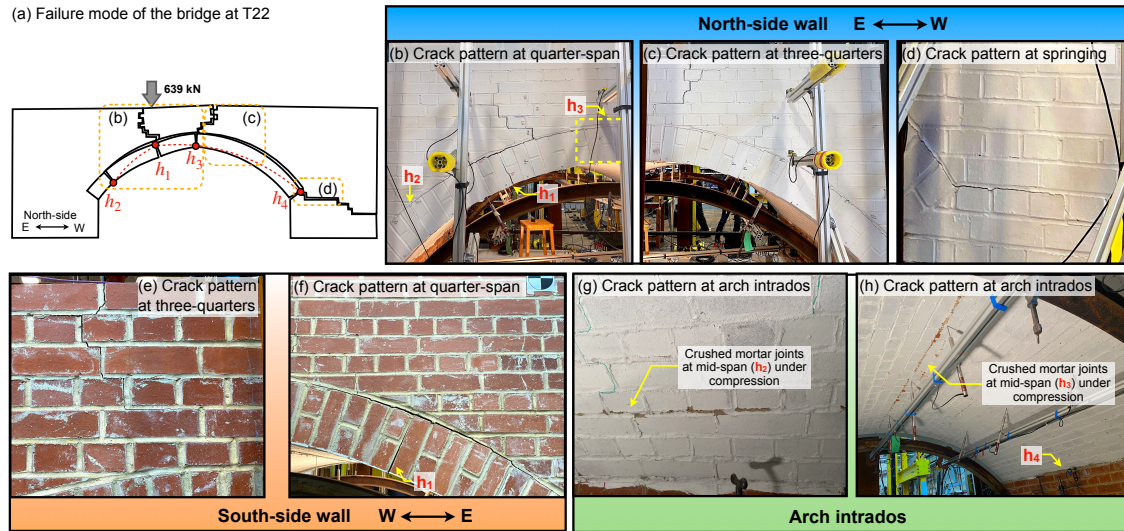 (a) Failure mode of the bridge at T22
639 kN
(b)
(c)
(d)
h1
h2
h3
h4
North-side
E W
North-side wall E W
(b) Crack pattern at quarter-span
h3
h2
h1
(c) Crack pattern at three-quarters
(d) Crack pattern at springing
(e) Crack pattern
at three-quarters
(f) Crack pattern at quarter-span
h1
South-side wall W E
(g) Crack pattern at arch intrados
Crushed mortar joints
at mid-span (h2) under
compression
(h) Crack pattern at arch intrados
Crushed mortar joints
at mid-span (h3) under
compression
h4
Arch intrados